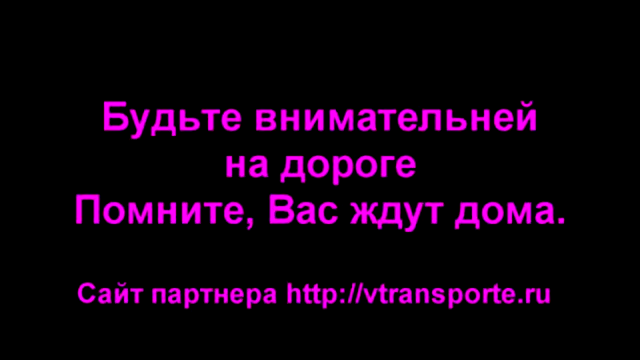 Будьте внимательней
на дороге
Помните, Вас ждут дома.
Сайт партнера http://vtransporte.ru